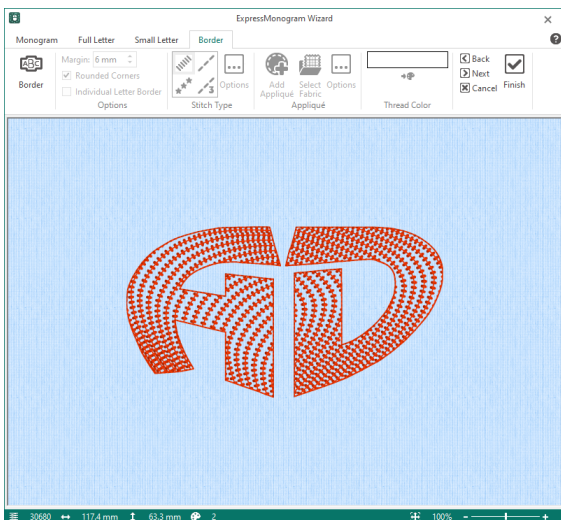 ExpressMonogram Wizard
Monogram Full Letter Small Letter Border
ABC
Border
Margin: 6 mm
Rounded Corners
Individual Letter Border
Options
Options
Stitch Type
Add Appliqué
Select Fabric
Options
Appliqué
Thread Color
Back
Next
Cancel
Finish
AD
30680 117.4 mm 63.3 mm 2 100% - +